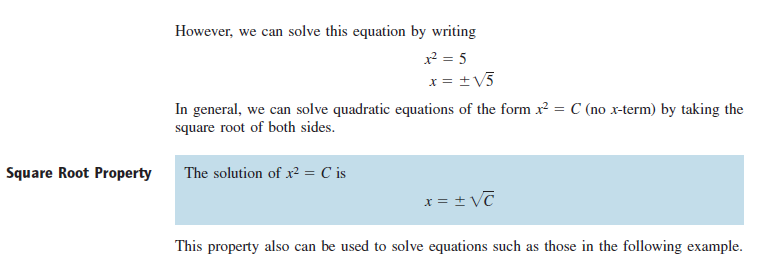 However, we can solve this equation by writing
x² = 5
x = ±√5
In general, we can solve quadratic equations of the form x² = C (no x-term) by taking the
square root of both sides.
Square Root Property
The solution of x² = C is
x = ±√C
This property also can be used to solve equations such as those in the following example.